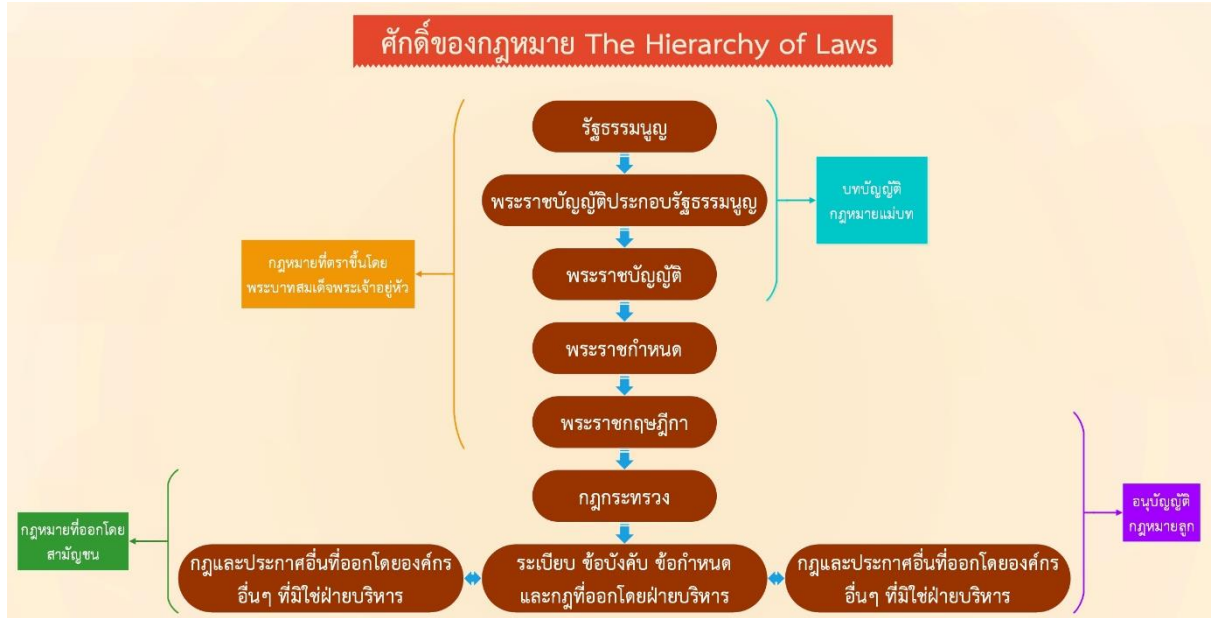 ศักดิ์ของกฎหมาย The Hierarchy of Laws
รัฐธรรมนูญ
พระราชบัญญัติประกอบรัฐธรรมนูญ
บทบัญญัติ
กฎหมายแม่บท
กฎหมายที่ตราขึ้นโดย
พระบาทสมเด็จพระเจ้าอยู่หัว
พระราชบัญญัติ
พระราชกำหนด
พระราชกฤษฎีกา
กฎกระทรวง
อนุบัญญัติ
กฎหมายลูก
กฎหมายที่ออกโดย
สามัญชน
กฎและประกาศอื่นที่ออกโดยองค์กร
อื่นๆ ที่มิใช่ฝ่ายบริหาร
ระเบียบ ข้อบังคับ ข้อกำหนด
และกฎที่ออกโดยฝ่ายบริหาร
กฎและประกาศอื่นที่ออกโดยองค์กร
อื่นๆ ที่มิใช่ฝ่ายบริหาร